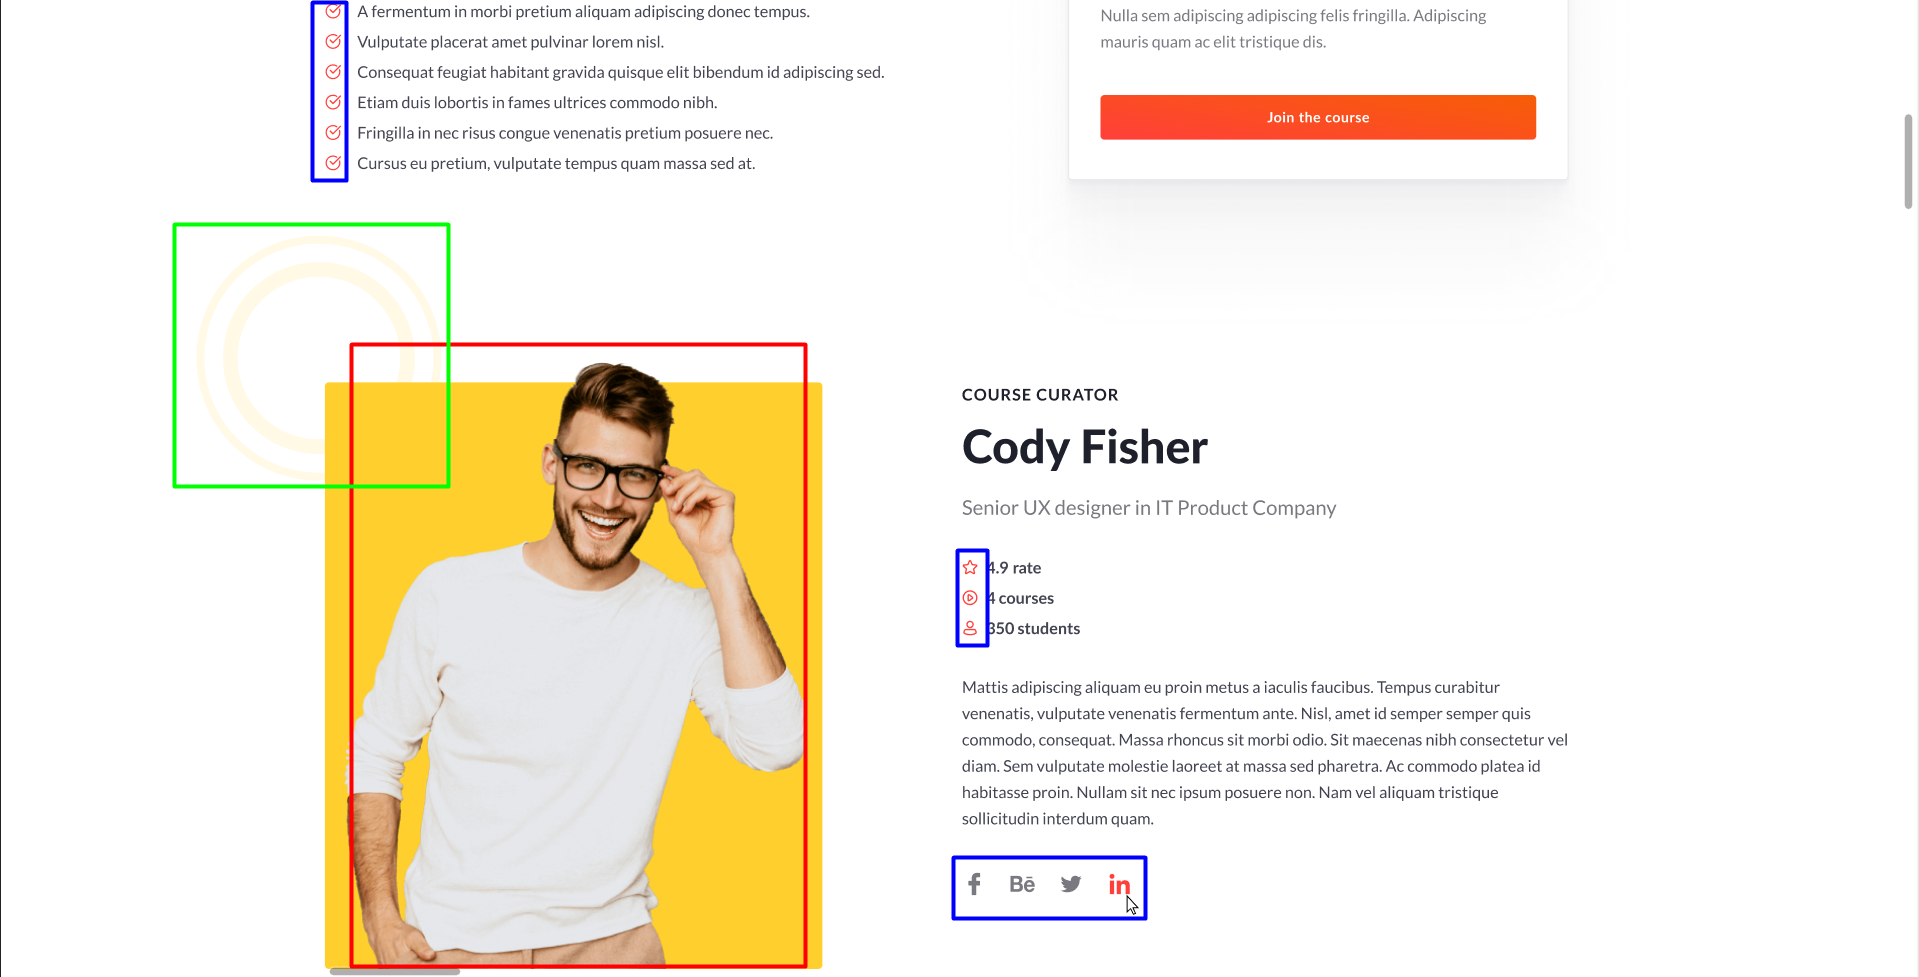 A fermentum in morbi pretium aliquam adipiscing donec tempus.
Vulputate placerat amet pulvinar lorem nisl.
Consequat feugiat habitant gravida quisque elit bibendum id adipiscing sed.
Etiam duis lobortis in fames ultrices commodo nibh.
Fringilla in nec risus congue venenatis pretium posuere nec.
Cursus eu pretium, vulputate tempus quam massa sed at.
Nulla sem adipiscing adipiscing felis fringilla. Adipiscing
mauris quam ac elit tristique dis.
Join the course
COURSE CURATOR
Cody Fisher
Senior UX designer in IT Product Company
4.9 rate
4 courses
350 students
Mattis adipiscing aliquam eu proin metus a iaculis faucibus. Tempus curabitur
venenatis, vulputate venenatis fermentum ante. Nisl, amet id semper semper quis
commodo, consequat. Massa rhoncus sit morbi odio. Sit maecenas nibh consectetur vel
diam. Sem vulputate molestie laoreet at massa sed pharetra. Ac commodo platea id
habitasse proin. Nullam sit nec ipsum posuere non. Nam vel aliquam tristique
sollicitudin interdum quam.
f Bē in